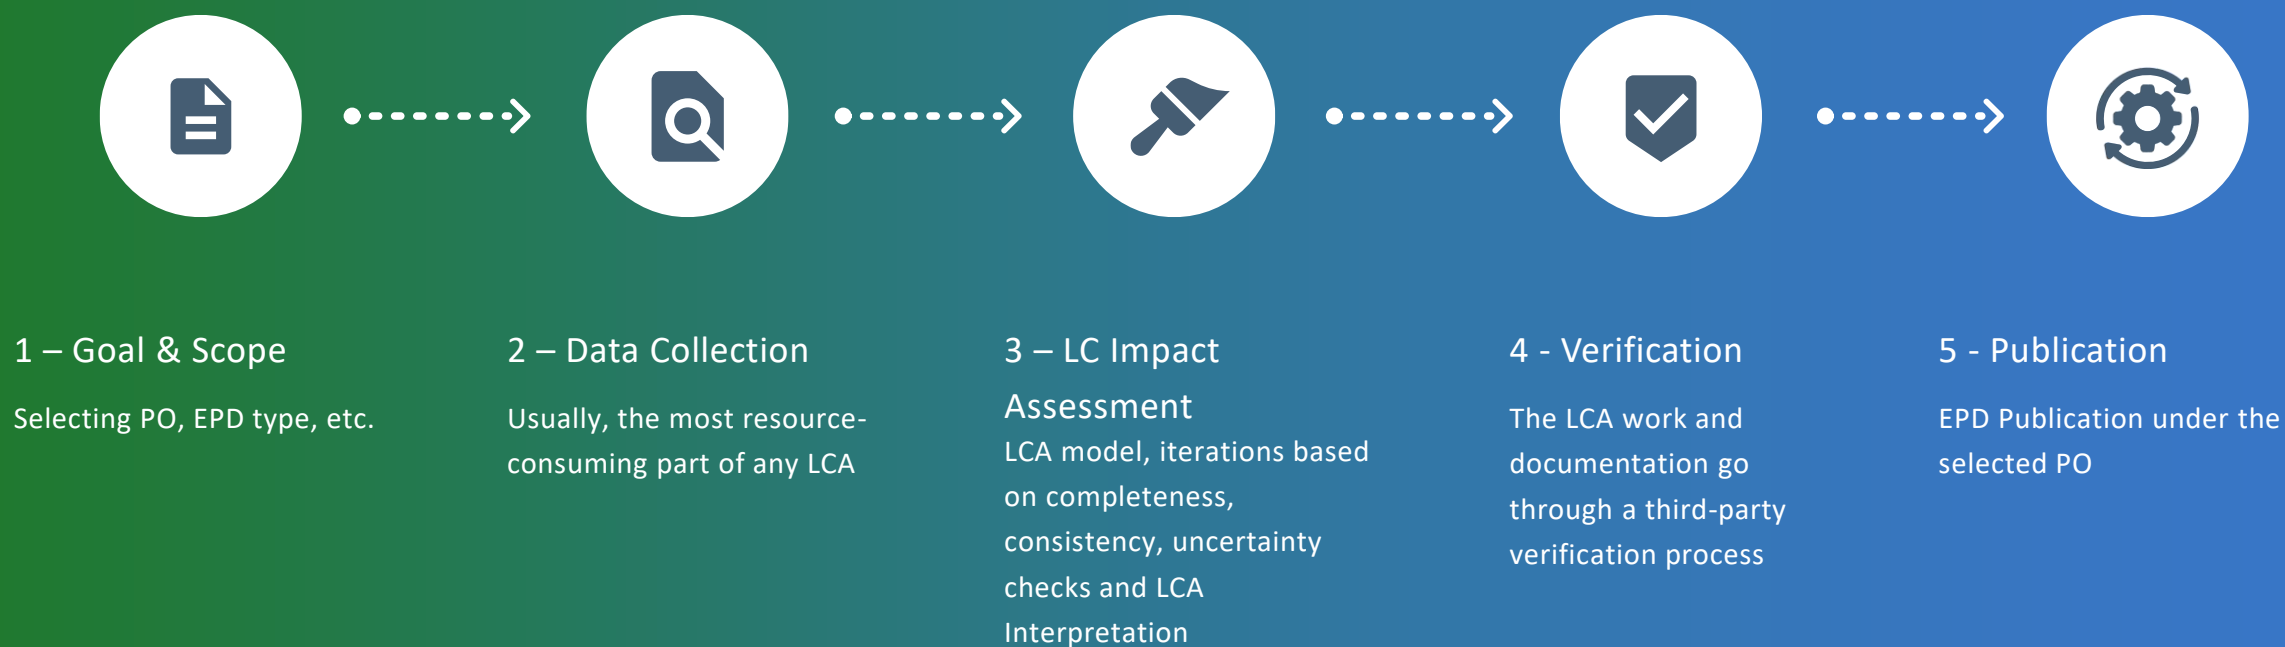 1 – Goal & Scope
Selecting PO, EPD type, etc.
2 – Data Collection
Usually, the most resource-
consuming part of any LCA
3 – LC Impact
Assessment
LCA model, iterations based
on completeness,
consistency, uncertainty
checks and LCA
Interpretation
4 - Verification
The LCA work and
documentation go
through a third-party
verification process
5 - Publication
EPD Publication under the
selected PO